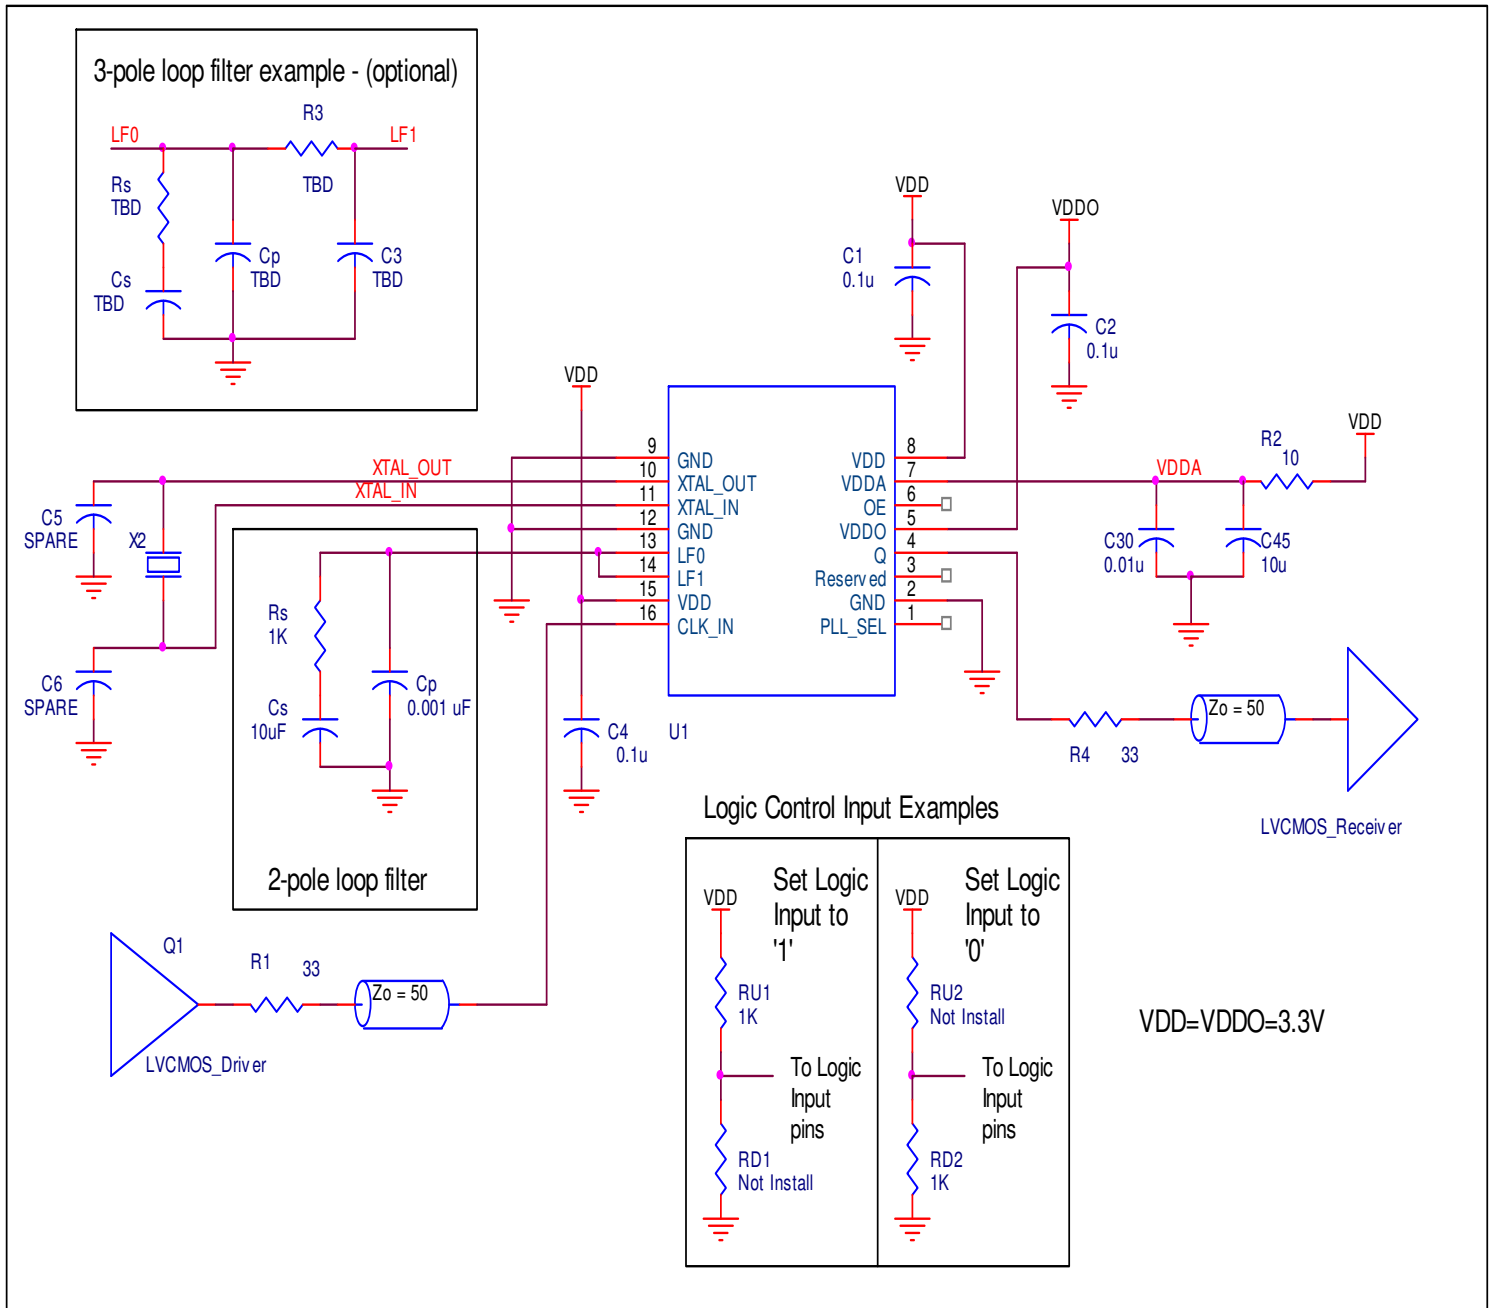 3-pole loop filter example - (optional)
R3
LF0
LF1
TBD
Rs
TBD
Cp
TBD
C3
TBD
Cs
TBD
VDD
C1
0.1u
VDDO
C2
0.1u
VDD
VDD
R2
10
VDDA
C30
0.01u
C45
10u
XTAL_OUT
XTAL_IN
C5
SPARE
X2
C6
SPARE
9
GND
10
XTAL_OUT
11
XTAL_IN
12
GND
13
LF0
14
LF1
15
VDD
16
CLK_IN
VDD
8
VDDA
7
OE
6
VDDO
5
Q
4
Reserved
3
GND
2
PLL_SEL
1
U1
Rs
1K
Cs
10uF
Cp
0.001 uF
2-pole loop filter
C4
0.1u
R4
33
Zo = 50
LVCMOS_Receiver
Q1
R1
33
Zo = 50
LVCMOS_Driver
Logic Control Input Examples
VDD
Set Logic
Input to
'1'
RU1
1K
To Logic
Input
pins
RD1
Not Install
VDD
Set Logic
Input to
'0'
RU2
Not Install
To Logic
Input
pins
RD2
1K
VDD=VDDO=3.3V